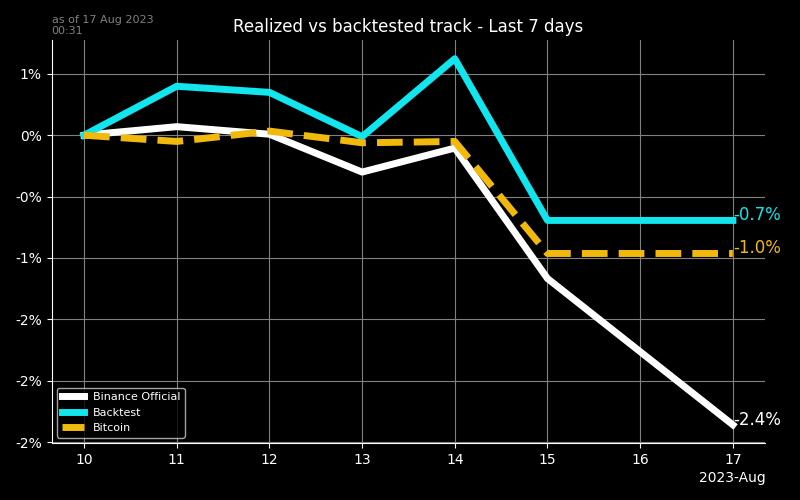 as of 17 Aug 2023
00:31
Realized vs backtested track - Last 7 days
1%
0%
-0%
-1%
-2%
-2%
-2%
-0.7%
-1.0%
-2.4%
Binance Official
Backtest
Bitcoin
10 11 12 13 14 15 16 17
2023-Aug